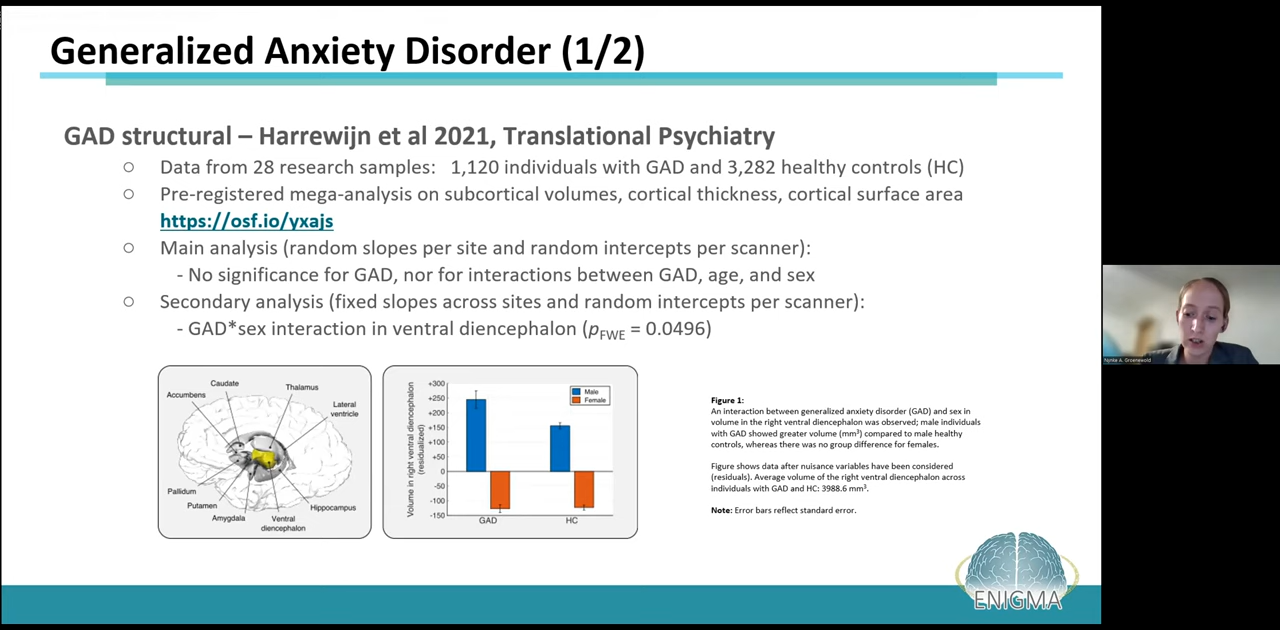 Generalized Anxiety Disorder (1/2)
GAD structural – Harrewijn et al 2021, Translational Psychiatry
○ Data from 28 research samples: 1,120 individuals with GAD and 3,282 healthy controls (HC)
○ Pre-registered mega-analysis on subcortical volumes, cortical thickness, cortical surface area
https://osf.io/yxajs
○ Main analysis (random slopes per site and random intercepts per scanner):
- No significance for GAD, nor for interactions between GAD, age, and sex
○ Secondary analysis (fixed slopes across sites and random intercepts per scanner):
- GAD*sex interaction in ventral diencephalon (pFWE = 0.0496)
Caudate
Thalamus
Accumbens
Lateral
ventricle
Pallidum
Putamen
Amygdala
Ventral
diencephalon
Hippocampus
Volume in right ventral diencephalon
(residualized)
+300
+250
+200
+150
+100
+50
0
-50
-100
-150
Male
Female
GAD
HC
Figure 1:
An interaction between generalized anxiety disorder (GAD) and sex in
volume in the right ventral diencephalon was observed; male individuals
with GAD showed greater volume (mm³) compared to male healthy
controls, whereas there was no group difference for females.
Figure shows data after nuisance variables have been considered
(residuals). Average volume of the right ventral diencephalon across
individuals with GAD and HC: 3988.6 mm³.
Note: Error bars reflect standard error.
ENIGMA
Nynke A. Groenewold